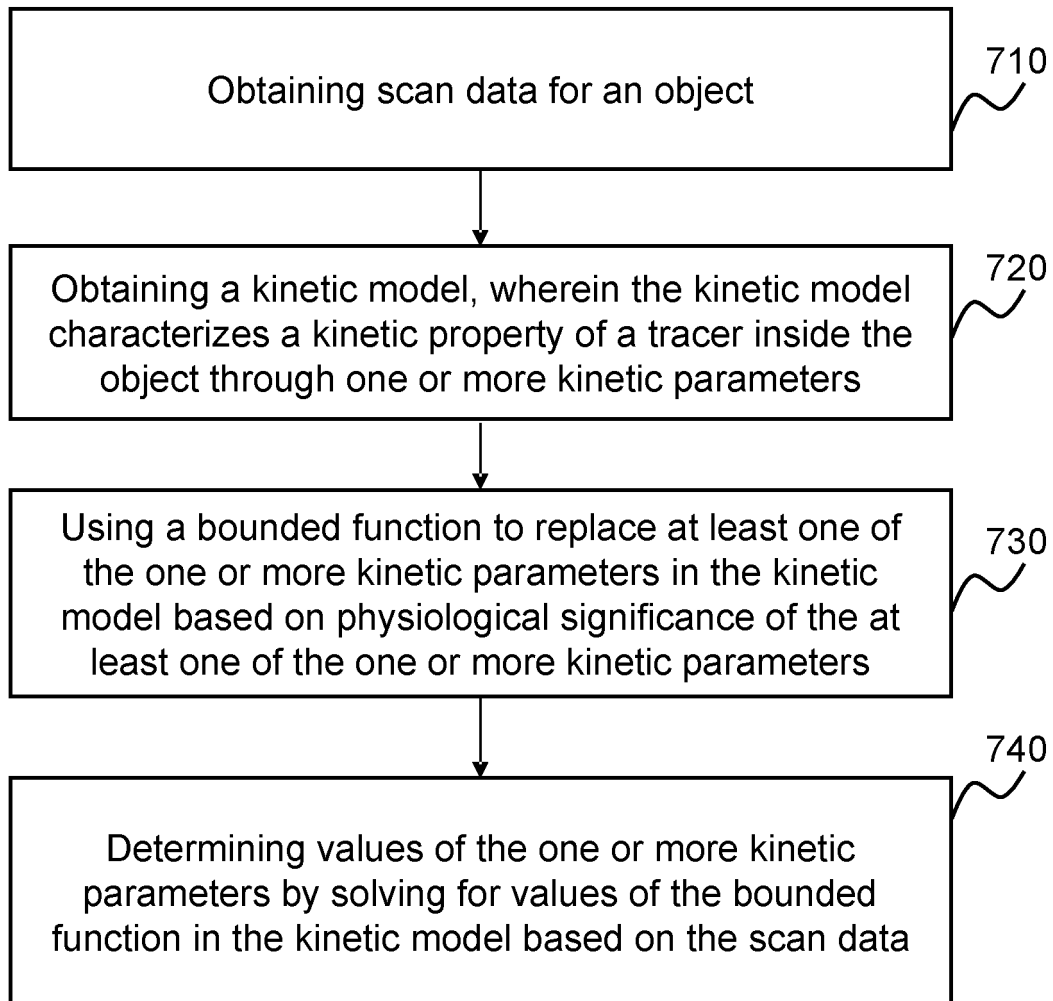 Obtaining scan data for an object
710
Obtaining a kinetic model, wherein the kinetic model
characterizes a kinetic property of a tracer inside the
object through one or more kinetic parameters
720
Using a bounded function to replace at least one of
the one or more kinetic parameters in the kinetic
model based on physiological significance of the at
least one of the one or more kinetic parameters
730
Determining values of the one or more kinetic
parameters by solving for values of the bounded
function in the kinetic model based on the scan data
740